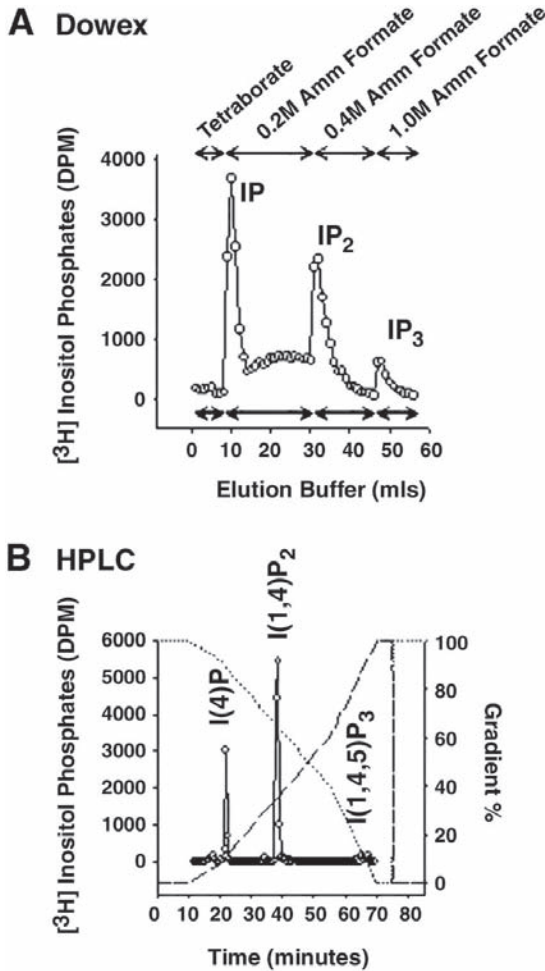 A Dowex
Tetraborate
0.2M Amm Formate
0.4M Amm Formate
1.0M Amm Formate
[³H] Inositol Phosphates (DPM)
4000
3000
2000
1000
0
IP
IP₂
IP₃
0 10 20 30 40 50 60
Elution Buffer (mls)
B HPLC
[³H] Inositol Phosphates (DPM)
6000
5000
4000
3000
2000
1000
0
I(4)P
I(1,4)P₂
I(1,4,5)P₃
100
80
60
40
20
0
Gradient %
0 10 20 30 40 50 60 70 80
Time (minutes)